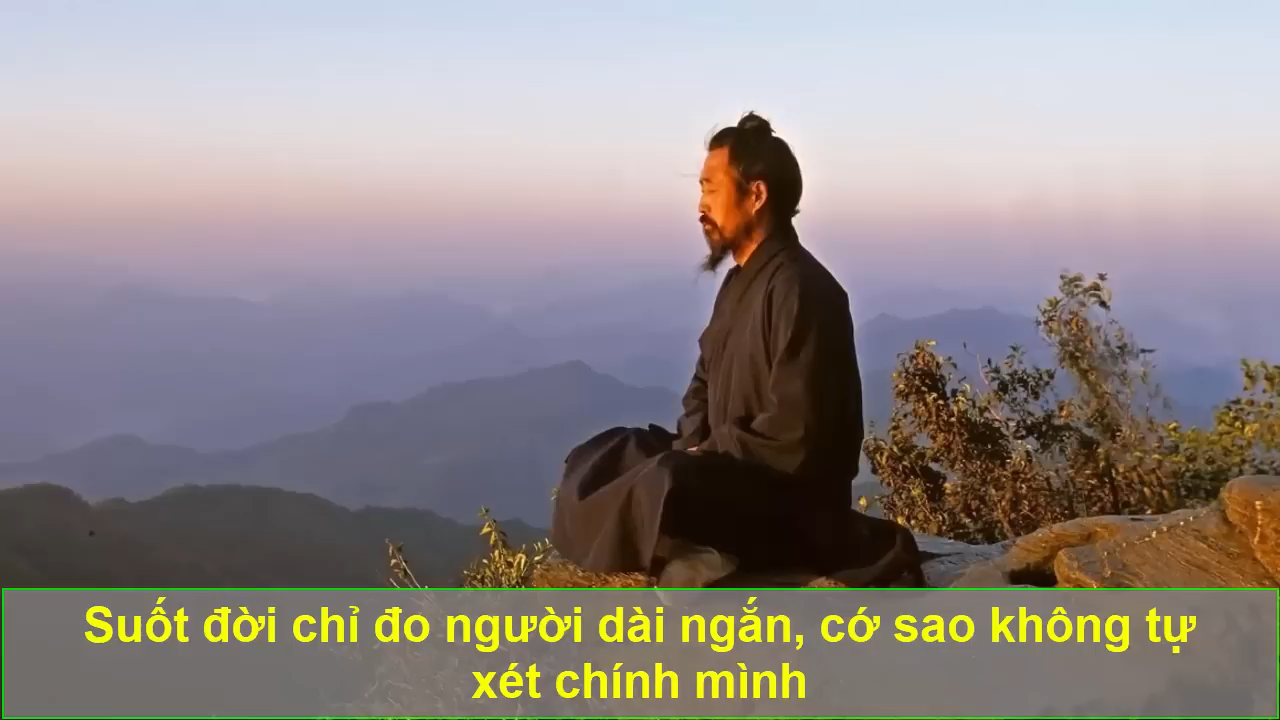 Suốt đời chỉ đo người dài ngắn, cớ sao không tự
xét chính mình